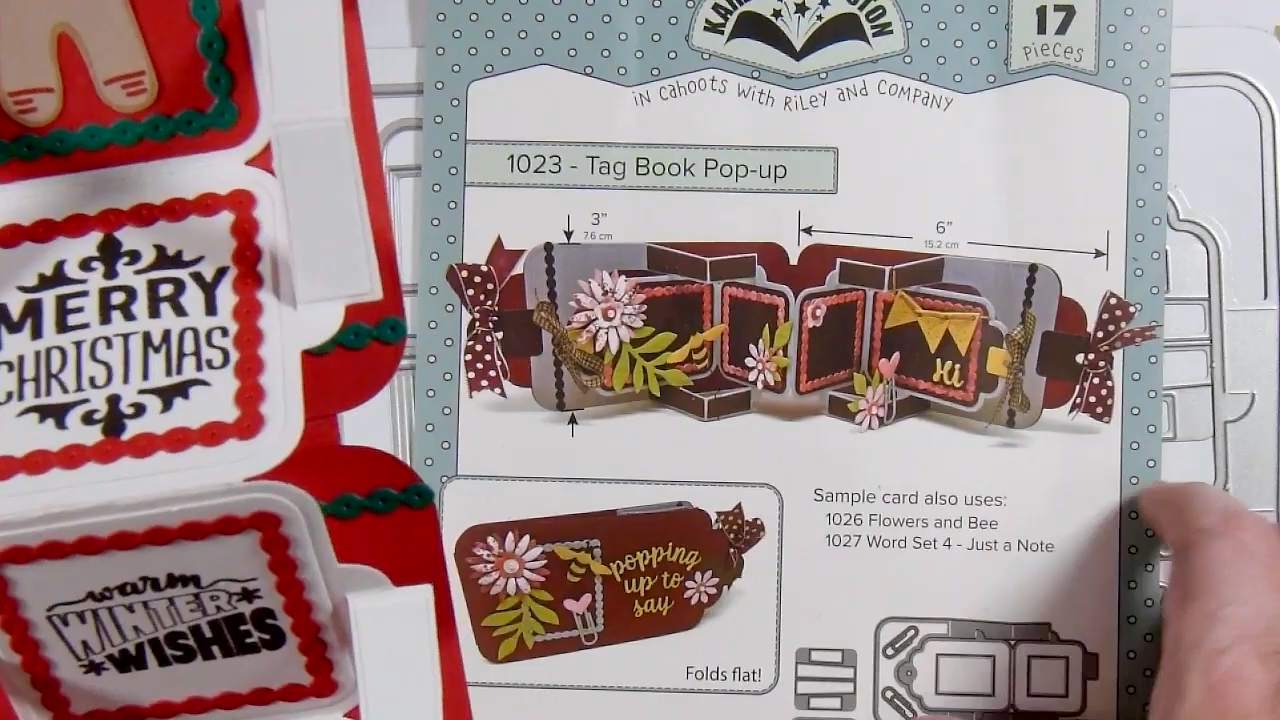 17
Pieces
in cahoots with Riley and Company
1023 - Tag Book Pop-up
3"
7.6 cm
6"
15.2 cm
Hi
MERRY
CHRISTMAS
Sample card also uses:
1026 Flowers and Bee
1027 Word Set 4 - Just a Note
popping
up to
say
Folds flat!
warm
WINTER
WISHES